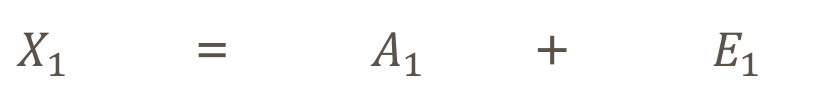 X₁ = A₁ + E₁